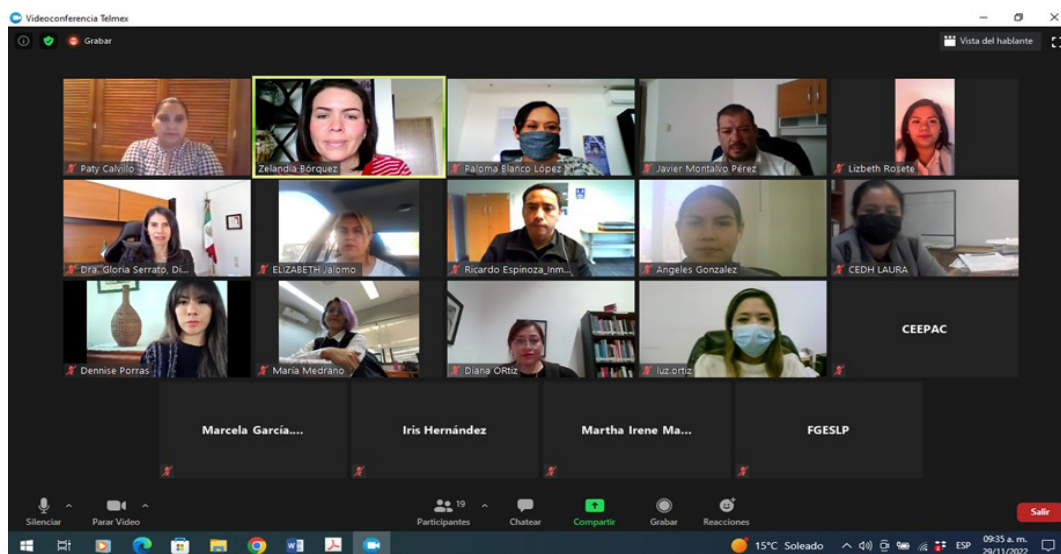 Videoconferencia Telmex
Grabar
Vista del hablante
Paty Calvillo
Zelandia Bórquez
Paloma Blanco López
Javier Montalvo Pérez
Lizbeth Rosete
Dra. Gloria Serrato, Di...
ELIZABETH Jalomo
Ricardo Espinoza_Inm...
Angeles Gonzalez
CEDH LAURA
Dennise Porras
María Medrano
Diana ORtiz
luz.ortiz
CEEPAC
Marcela García....
Iris Hernández
Martha Irene Ma...
FGESLP
Silenciar
Parar Video
19
Participantes
Chatear
Compartir
Grabar
Reacciones
Salir
15°C Soleado
ESP
09:35 a. m.
29/11/2022